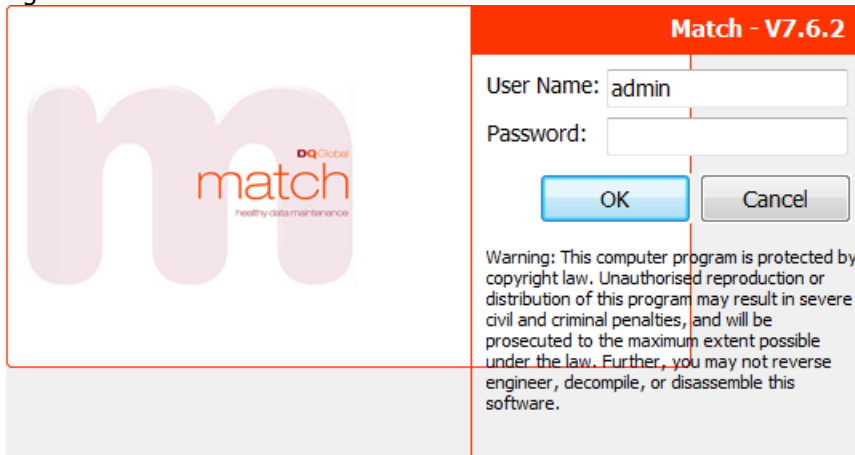 Match - V7.6.2
User Name: admin
Password:
OK Cancel
DQ Global
match
healthy data maintenance
Warning: This computer program is protected by
copyright law. Unauthorised reproduction or
distribution of this program may result in severe
civil and criminal penalties, and will be
prosecuted to the maximum extent possible
under the law. Further, you may not reverse
engineer, decompile, or disassemble this
software.